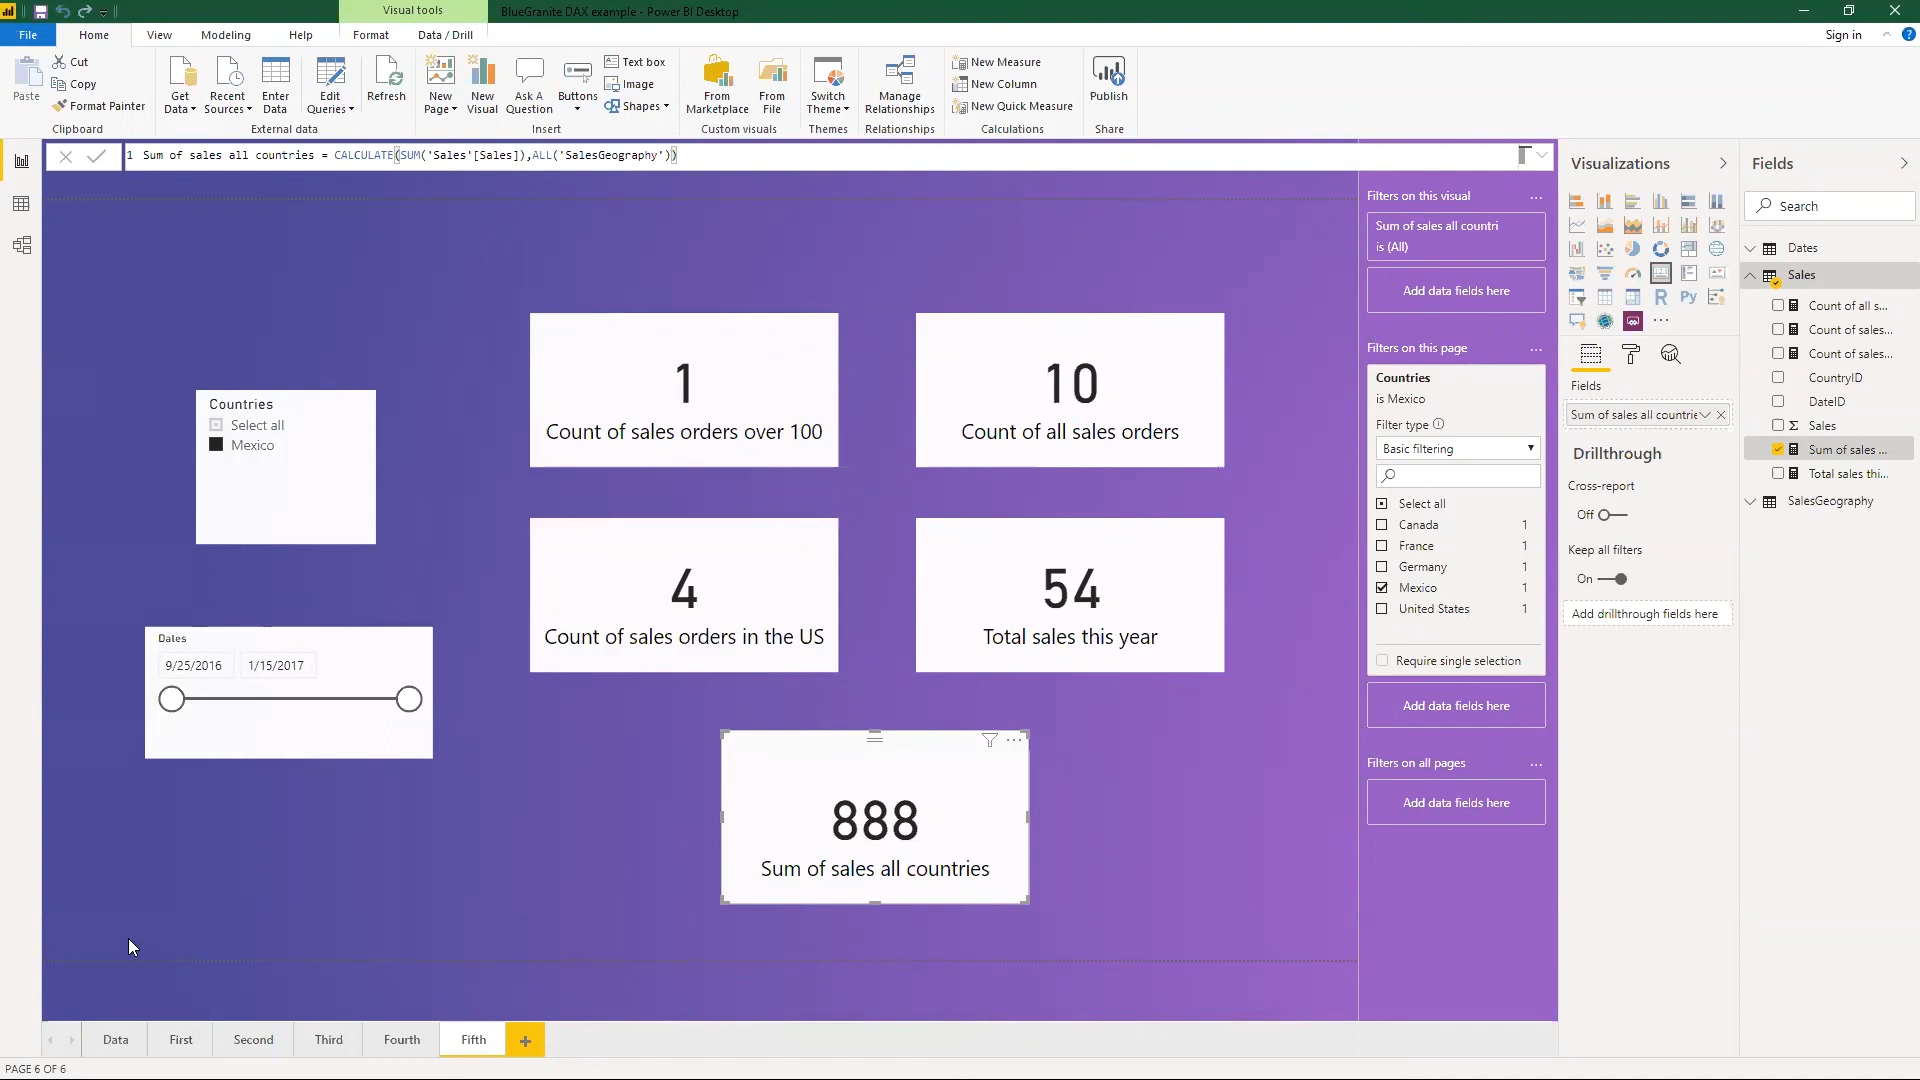 Visual tools
BlueGranite DAX example - Power BI Desktop
File
Home
View
Modeling
Help
Format
Data / Drill
Sign in
Paste
Cut
Copy
Format Painter
Clipboard
Get Data
Recent Sources
Enter Data
Edit Queries
Refresh
External data
New Page
New Visual
Ask A Question
Buttons
Text box
Image
Shapes
Insert
From Marketplace
From File
Custom visuals
Switch Theme
Themes
Manage Relationships
Relationships
New Measure
New Column
New Quick Measure
Calculations
Publish
Share
1 Sum of sales all countries = CALCULATE(SUM('Sales'[Sales]),ALL('SalesGeography'))
Countries
Select all
Mexico
Dates
9/25/2016 1/15/2017
1
Count of sales orders over 100
10
Count of all sales orders
4
Count of sales orders in the US
54
Total sales this year
888
Sum of sales all countries
Filters on this visual
...
Sum of sales all countri
is (All)
Add data fields here
Filters on this page
...
Countries
is Mexico
Filter type
Basic filtering
Select all
Canada 1
France 1
Germany 1
Mexico 1
United States 1
Require single selection
Add data fields here
Filters on all pages
...
Add data fields here
Visualizations
R
Py
...
Fields
Sum of sales all countrie
Drillthrough
Cross-report
Off
Keep all filters
On
Add drillthrough fields here
Fields
Search
Dates
Sales
Count of all s...
Count of sales...
Count of sales...
CountryID
DateID
Σ Sales
Sum of sales ...
Total sales thi...
SalesGeography
Data
First
Second
Third
Fourth
Fifth
+
PAGE 6 OF 6